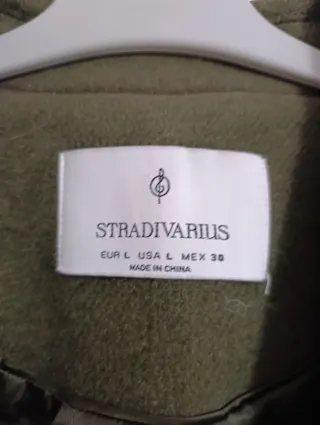 STRADIVARIUS
EUR L USA L MEX 30
MADE IN CHINA